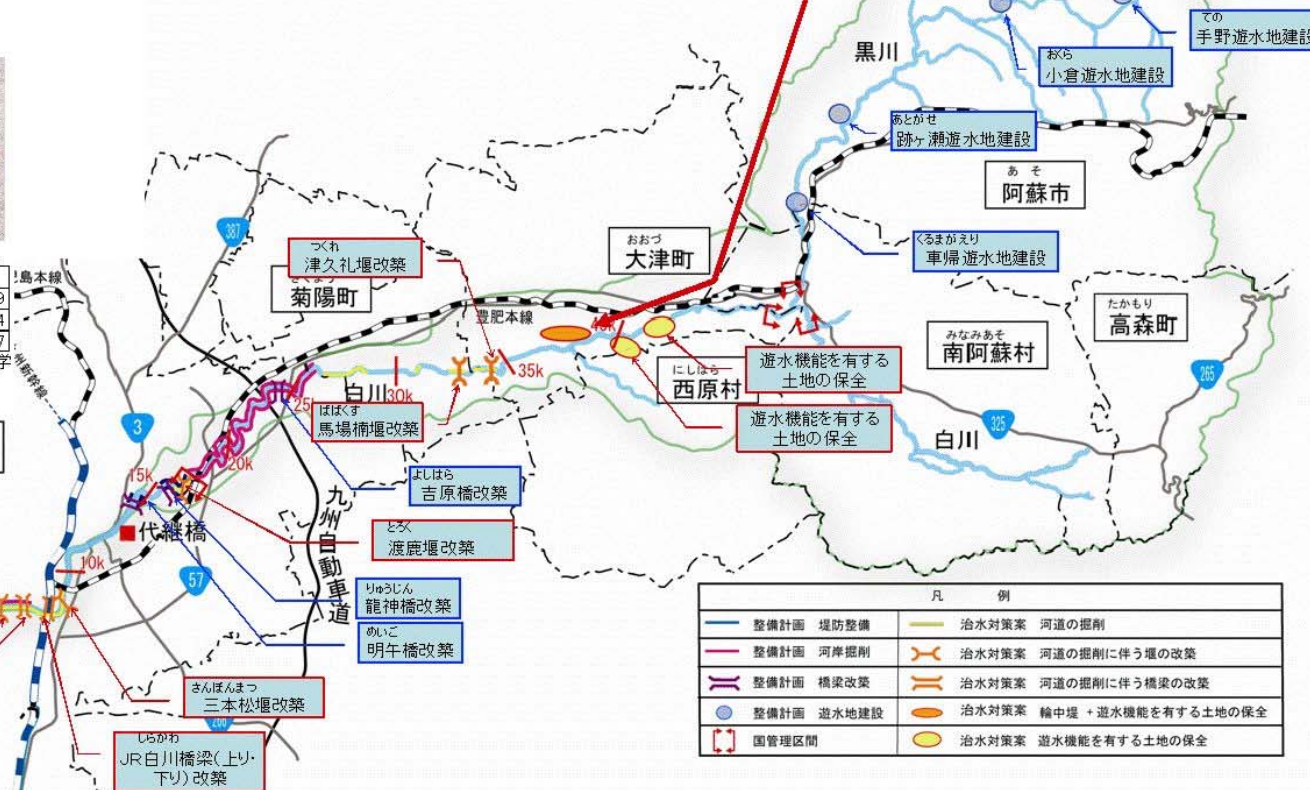 ての
手野遊水地建設
黒川
おぐら
小倉遊水地建設
あとがせ
跡ヶ瀬遊水地建設
あ そ
阿蘇市
387
つくれ
津久礼堰改築
おおづ
大津町
くるまがえり
車帰遊水地建設
菊陽町
島本線
豊肥本線
たかもり
高森町
みなみあそ
南阿蘇村
遊水機能を有する
土地の保全
にしはら
西原村
35k
白川
30k
265
ばばくす
馬場楠堰改築
遊水機能を有する
土地の保全
325
白川
3
20k
15k
よしはら
吉原橋改築
九州自動車道
代継橋
とろく
渡鹿堰改築
10k
57
りゅうじん
龍神橋改築
めいご
明午橋改築
さんぼんまつ
三本松堰改築
しらかわ
JR白川橋梁(上り・
下り)改築
凡 例
整備計画 堤防整備
治水対策案 河道の掘削
整備計画 河岸掘削
治水対策案 河道の掘削に伴う堰の改築
整備計画 橋梁改築
治水対策案 河道の掘削に伴う橋梁の改築
整備計画 遊水地建設
治水対策案 輪中堤 +遊水機能を有する土地の保全
国管理区間
治水対策案 遊水機能を有する土地の保全